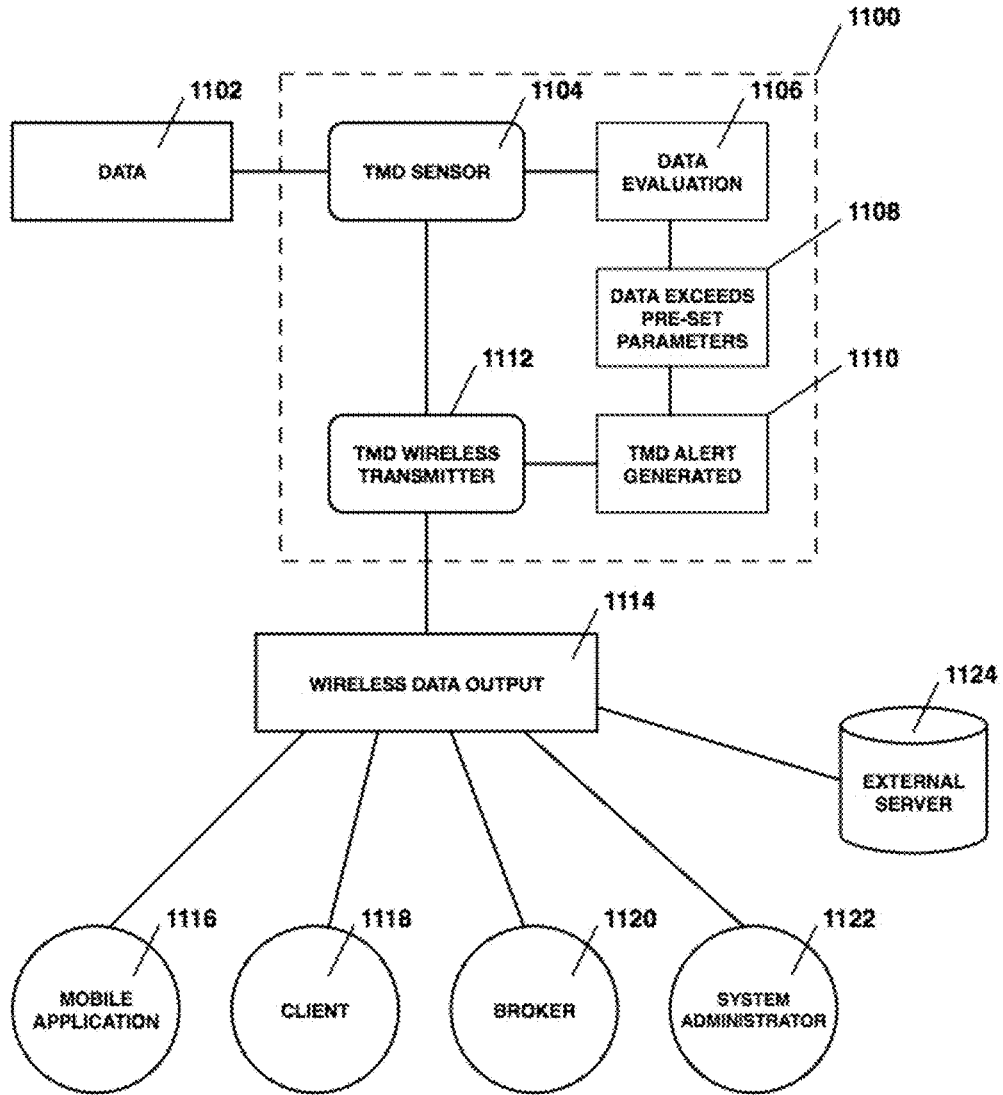 1100
1102
1104
1106
DATA
TMD SENSOR
DATA
EVALUATION
1108
DATA EXCEEDS
PRE-SET
PARAMETERS
1112
1110
TMD WIRELESS
TRANSMITTER
TMD ALERT
GENERATED
1114
WIRELESS DATA OUTPUT
1124
EXTERNAL
SERVER
1116
1118
1120
1122
MOBILE
APPLICATION
CLIENT
BROKER
SYSTEM
ADMINISTRATOR